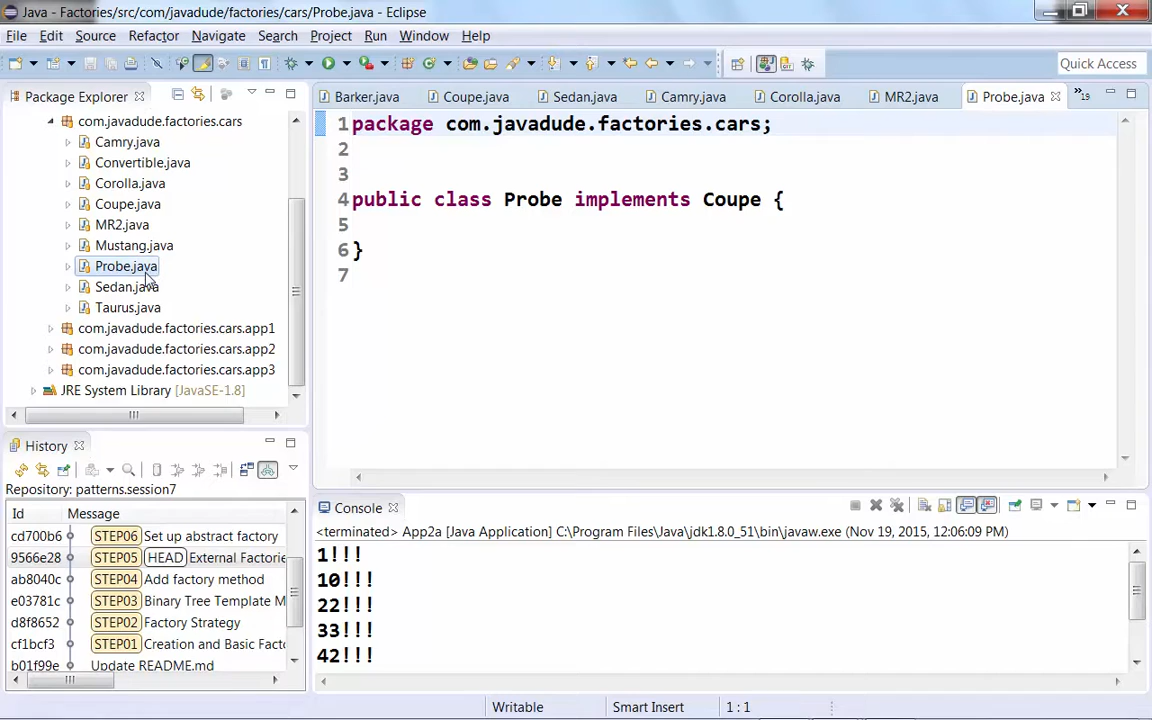 Java - Factories/src/com/javadude/factories/cars/Probe.java - Eclipse
File Edit Source Refactor Navigate Search Project Run Window Help
Quick Access
Package Explorer
Barker.java Coupe.java Sedan.java Camry.java Corolla.java MR2.java Probe.java »19
com.javadude.factories.cars
Camry.java
Convertible.java
Corolla.java
Coupe.java
MR2.java
Mustang.java
Probe.java
Sedan.java
Taurus.java
com.javadude.factories.cars.app1
com.javadude.factories.cars.app2
com.javadude.factories.cars.app3
JRE System Library [JavaSE-1.8]
1 package com.javadude.factories.cars;
2
3
4 public class Probe implements Coupe {
5
6 }
7
History
Repository: patterns.session7
Id Message
cd700b6 STEP06 Set up abstract factory
9566e28 STEP05 HEAD External Factorie
ab8040c STEP04 Add factory method
e03781c STEP03 Binary Tree Template M
d8f8652 STEP02 Factory Strategy
cf1bcf3 STEP01 Creation and Basic Facto
b01f99e Update README.md
Console
<terminated> App2a [Java Application] C:\Program Files\Java\jdk1.8.0_51\bin\javaw.exe (Nov 19, 2015, 12:06:09 PM)
1!!!
10!!!
22!!!
33!!!
42!!!
Writable Smart Insert 1 : 1